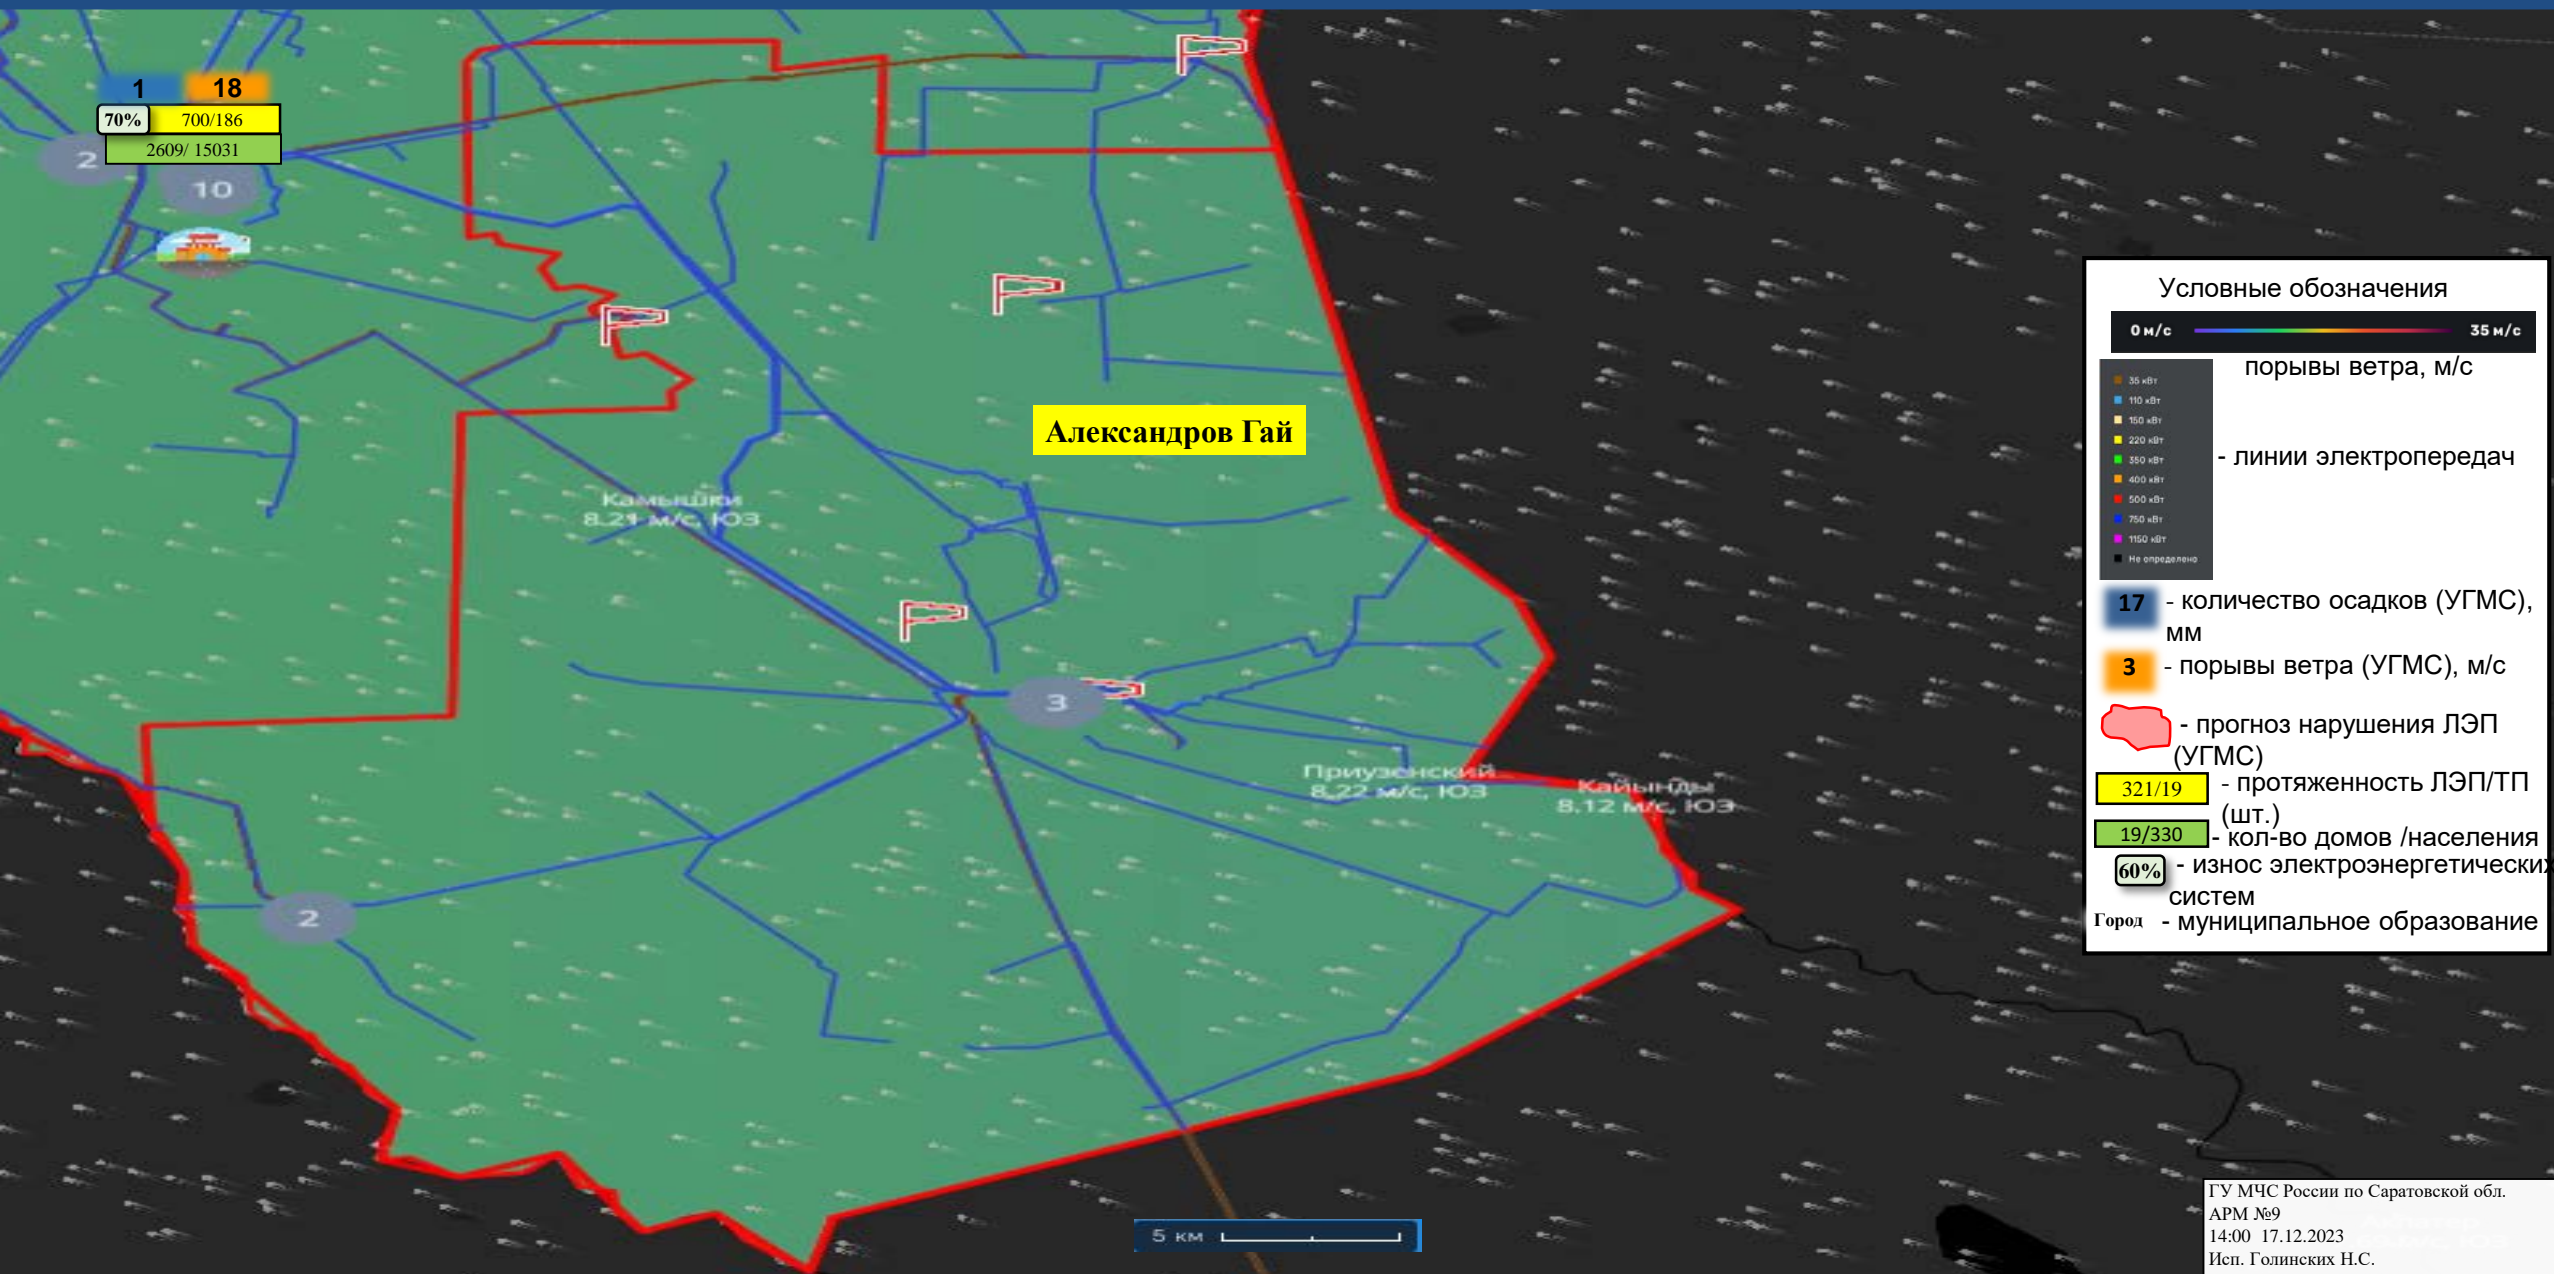 1
18
70%
700/186
2609/ 15031
2
10
Александров Гай
Камышки
8.21 м/с, ЮЗ
3
Приузенский
8.22 м/с, ЮЗ
Кайынды
8.12 м/с, ЮЗ
2
5 км
Условные обозначения
0 м/с
35 м/с
порывы ветра, м/с
35 кВт
110 кВт
150 кВт
220 кВт
350 кВт
400 кВт
500 кВт
750 кВт
1150 кВт
Не определено
- линии электропередач
17 - количество осадков (УГМС),
мм
3 - порывы ветра (УГМС), м/с
- прогноз нарушения ЛЭП
(УГМС)
321/19 - протяженность ЛЭП/ТП
(шт.)
19/330 - кол-во домов /населения
60% - износ электроэнергетических
систем
Город - муниципальное образование
ГУ МЧС России по Саратовской обл.
АРМ №9
14:00 17.12.2023
Исп. Голинских Н.С.